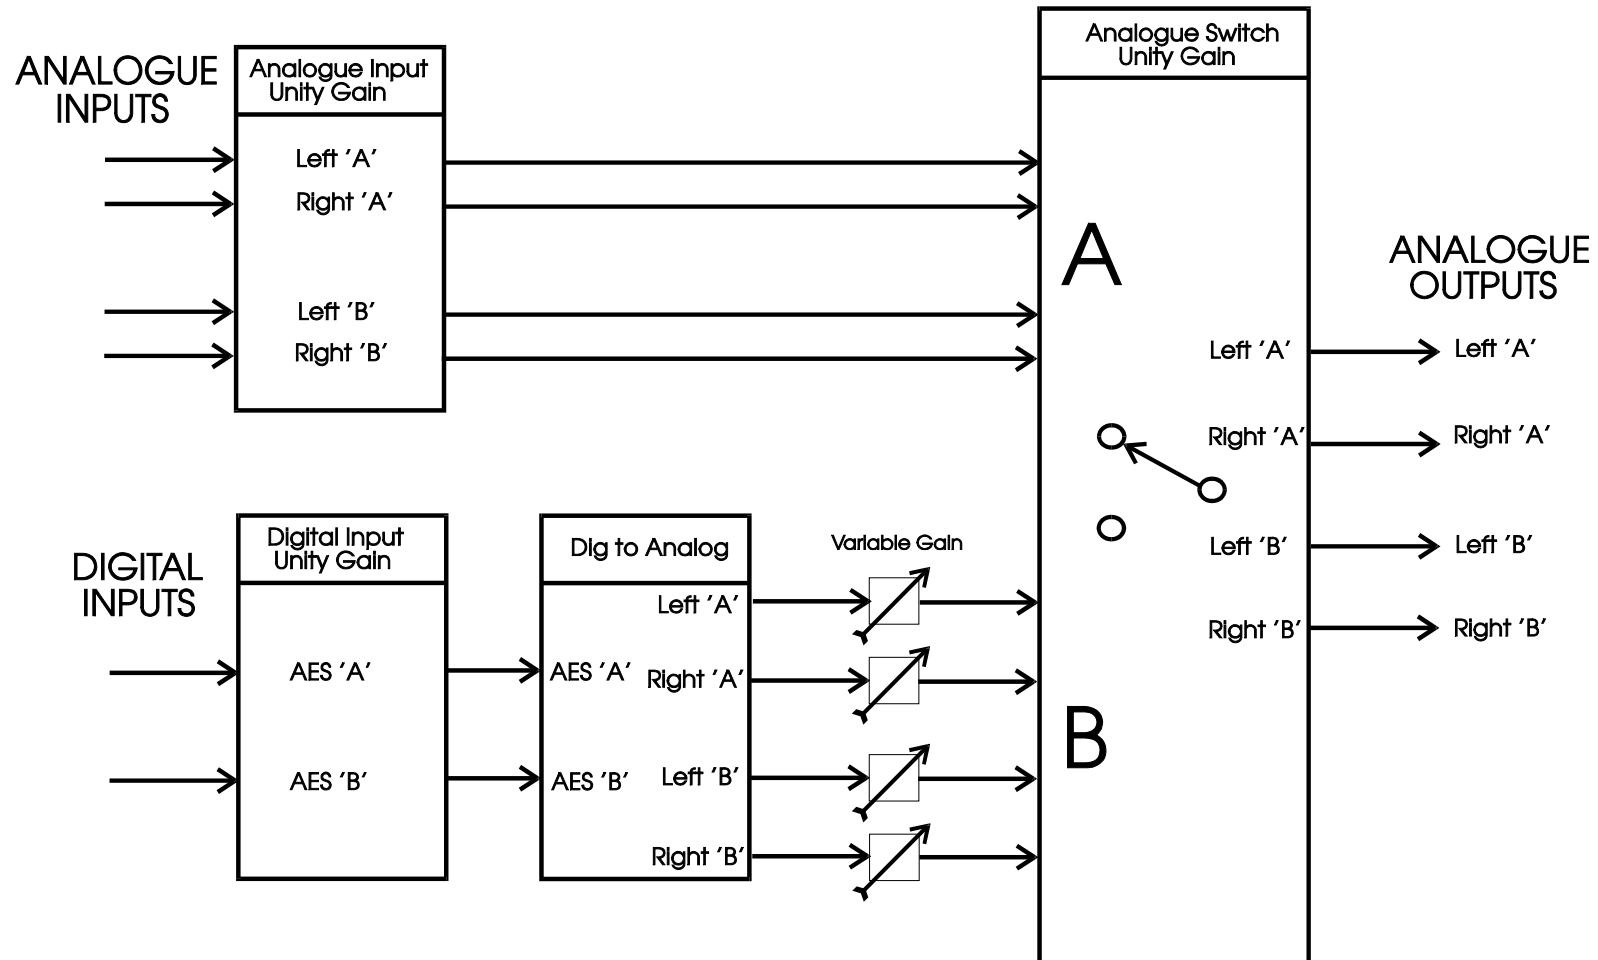 ANALOGUE
INPUTS
Analogue Input
Unity Gain
Left 'A'
Right 'A'
Left 'B'
Right 'B'
DIGITAL
INPUTS
Digital Input
Unity Gain
AES 'A'
AES 'B'
Dig to Analog
AES 'A'
AES 'B'
Left 'A'
Right 'A'
Left 'B'
Right 'B'
Variable Gain
Analogue Switch
Unity Gain
A
B
Left 'A'
Right 'A'
Left 'B'
Right 'B'
ANALOGUE
OUTPUTS
Left 'A'
Right 'A'
Left 'B'
Right 'B'